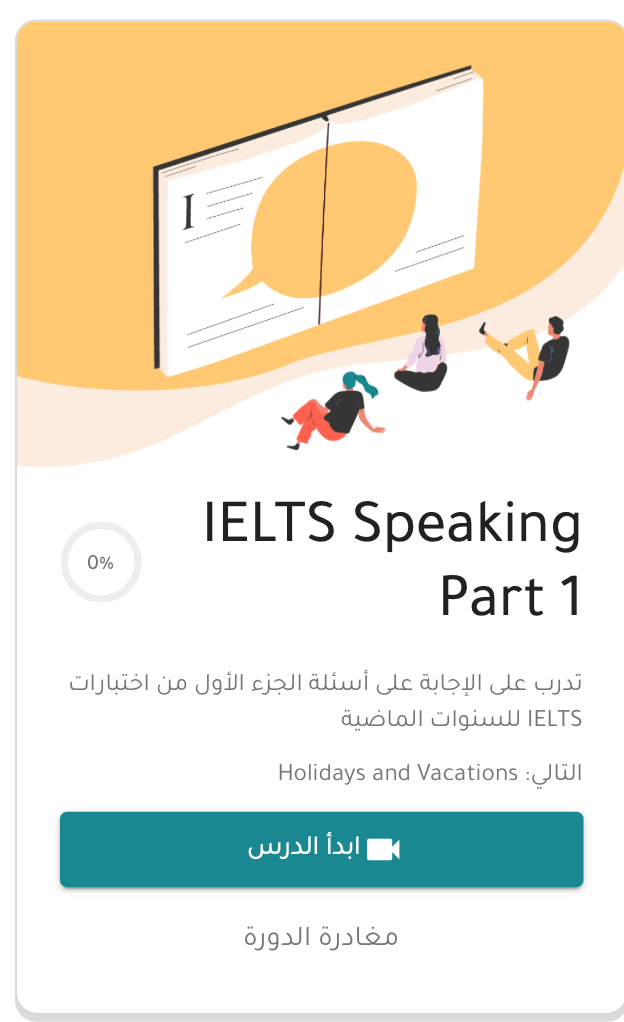 I
IELTS Speaking
Part 1
0%
تدرب على الإجابة على أسئلة الجزء الأول من اختبارات
IELTS للسنوات الماضية
التالي: Holidays and Vacations
ابدأ الدرس
مغادرة الدورة